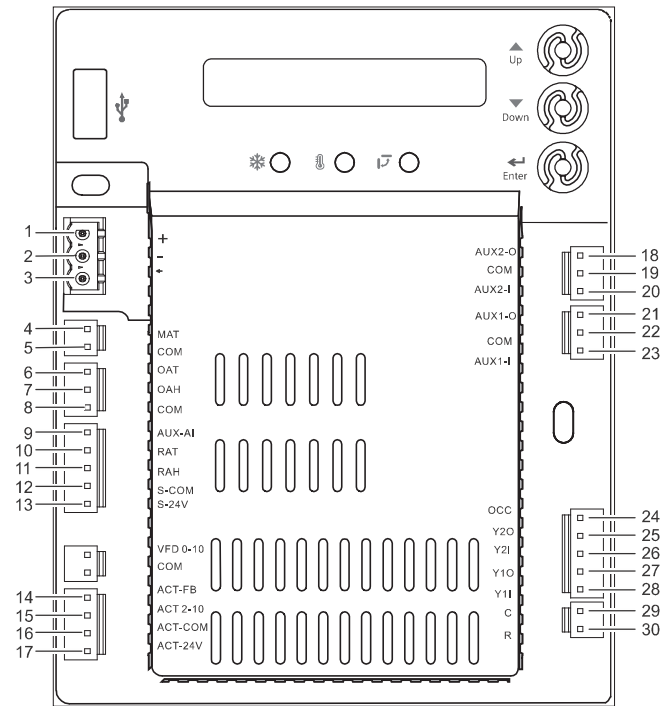 Up
Down
Enter
1
2
3
+
-
4
5
MAT
COM
6
7
8
OAT
OAH
COM
9
10
11
12
13
AUX-AI
RAT
RAH
S-COM
S-24V
VFD 0-10
COM
14
15
16
17
ACT-FB
ACT 2-10
ACT-COM
ACT-24V
AUX2-O
COM
AUX2-I
18
19
20
AUX1-O
COM
AUX1-I
21
22
23
OCC
Y2O
Y2I
Y1O
Y1I
24
25
26
27
28
C
R
29
30